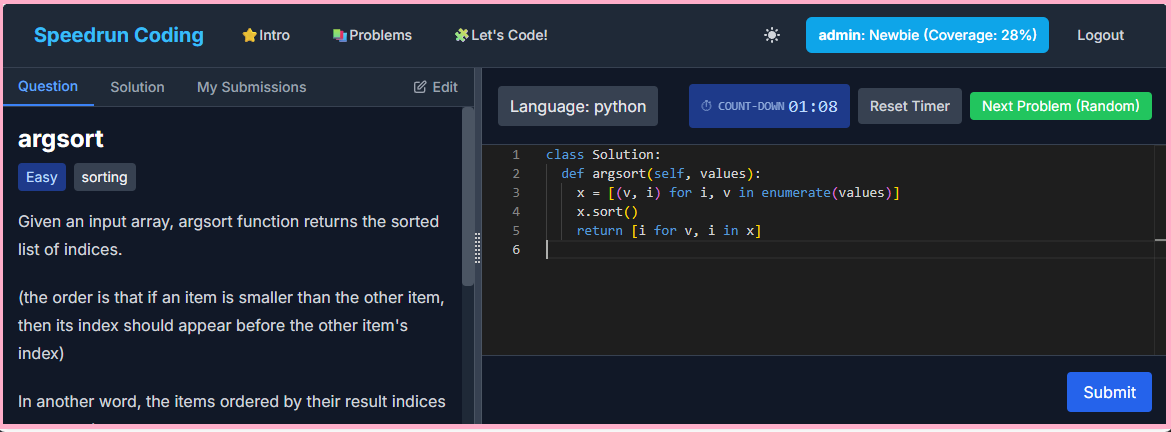 Speedrun Coding
Intro
Problems
Let's Code!
admin: Newbie (Coverage: 28%)
Logout
Question
Solution
My Submissions
Edit
argsort
Easy
sorting
Given an input array, argsort function returns the sorted
list of indices.
(the order is that if an item is smaller than the other item,
then its index should appear before the other item's
index)
In another word, the items ordered by their result indices
Language: python
COUNT-DOWN 01:08
Reset Timer
Next Problem (Random)
1 class Solution:
2   def argsort(self, values):
3     x = [(v, i) for i, v in enumerate(values)]
4     x.sort()
5     return [i for v, i in x]
6
Submit